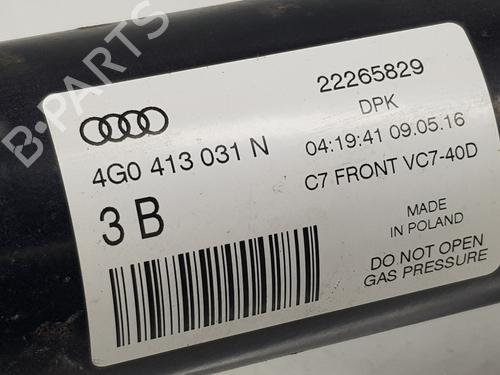 22265829
DPK
4G0 413 031 N
04:19:41 09.05.16
3 B
C7 FRONT VC7-40D
MADE
IN POLAND
DO NOT OPEN
GAS PRESSURE
B-PARTS